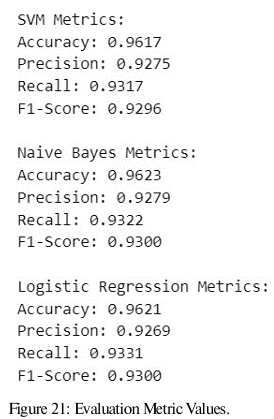 SVM Metrics:
Accuracy: 0.9617
Precision: 0.9275
Recall: 0.9317
F1-Score: 0.9296
Naive Bayes Metrics:
Accuracy: 0.9623
Precision: 0.9279
Recall: 0.9322
F1-Score: 0.9300
Logistic Regression Metrics:
Accuracy: 0.9621
Precision: 0.9269
Recall: 0.9331
F1-Score: 0.9300
Figure 21: Evaluation Metric Values.